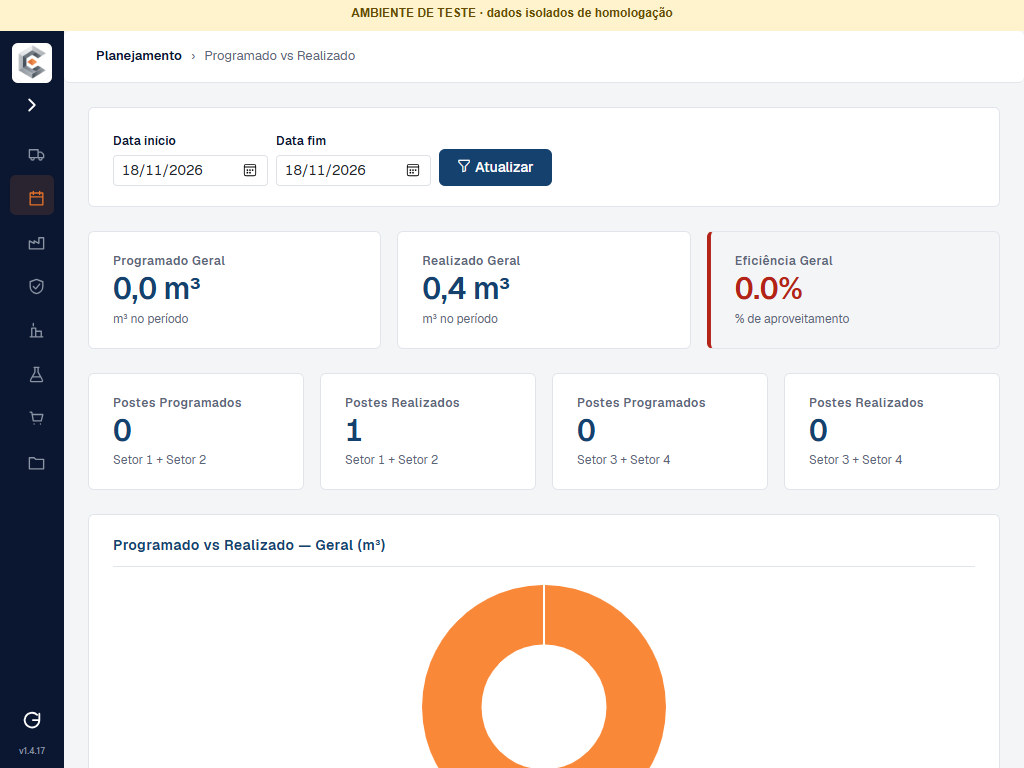 AMBIENTE DE TESTE · dados isolados de homologação
Planejamento › Programado vs Realizado
Data início
Data fim
18/11/2026
18/11/2026
Atualizar
Programado Geral
0,0 m³
m³ no período
Realizado Geral
0,4 m³
m³ no período
Eficiência Geral
0.0%
% de aproveitamento
Postes Programados
0
Setor 1 + Setor 2
Postes Realizados
1
Setor 1 + Setor 2
Postes Programados
0
Setor 3 + Setor 4
Postes Realizados
0
Setor 3 + Setor 4
Programado vs Realizado — Geral (m³)
v1.4.17